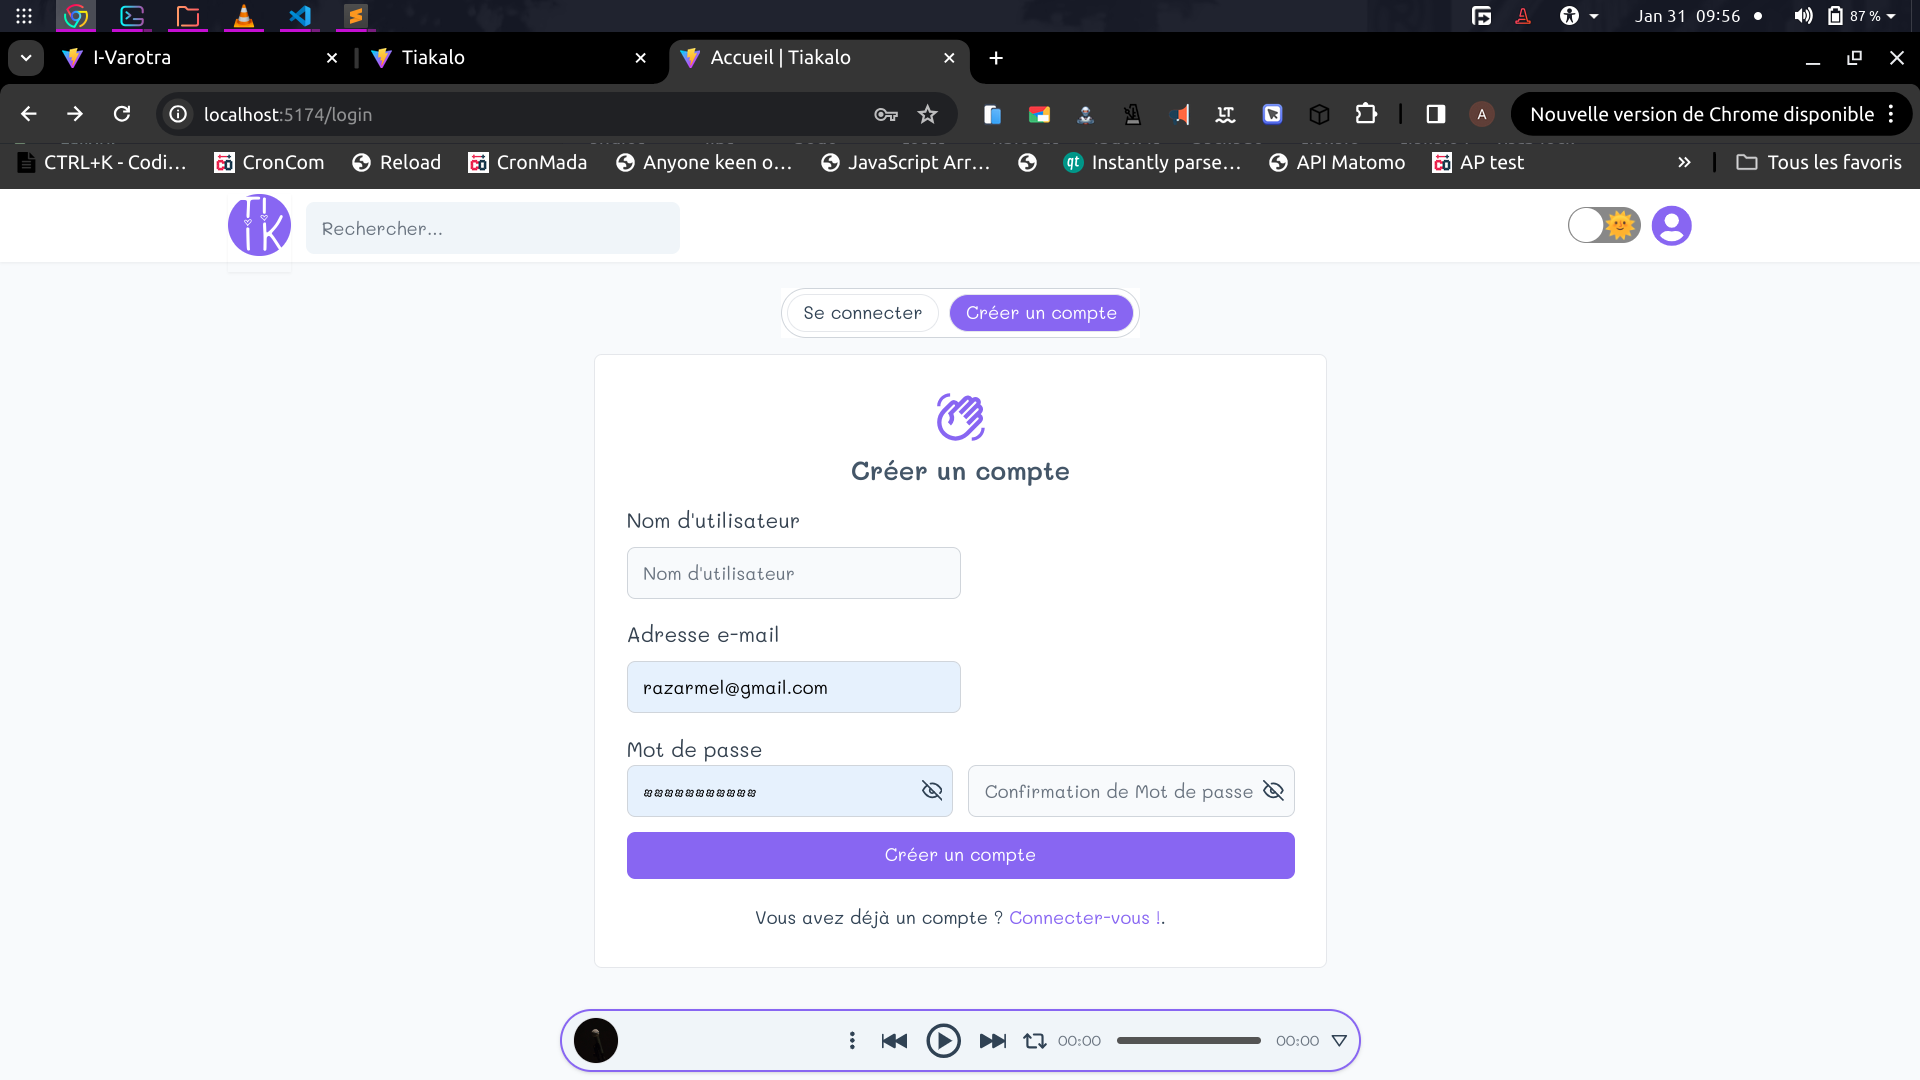 Jan 31 09:56
87 %
I-Varotra
Tiakalo
Accueil | Tiakalo
localhost:5174/login
A
Nouvelle version de Chrome disponible
CTRL+K - Codi...
CronCom
Reload
CronMada
Anyone keen o...
JavaScript Arr...
Instantly parse...
API Matomo
AP test
Tous les favoris
TI
iK
Rechercher...
Se connecter
Créer un compte
Créer un compte
Nom d'utilisateur
Nom d'utilisateur
Adresse e-mail
razarmel@gmail.com
Mot de passe
Confirmation de Mot de passe
Créer un compte
Vous avez déjà un compte ? Connecter-vous !.
00:00
00:00